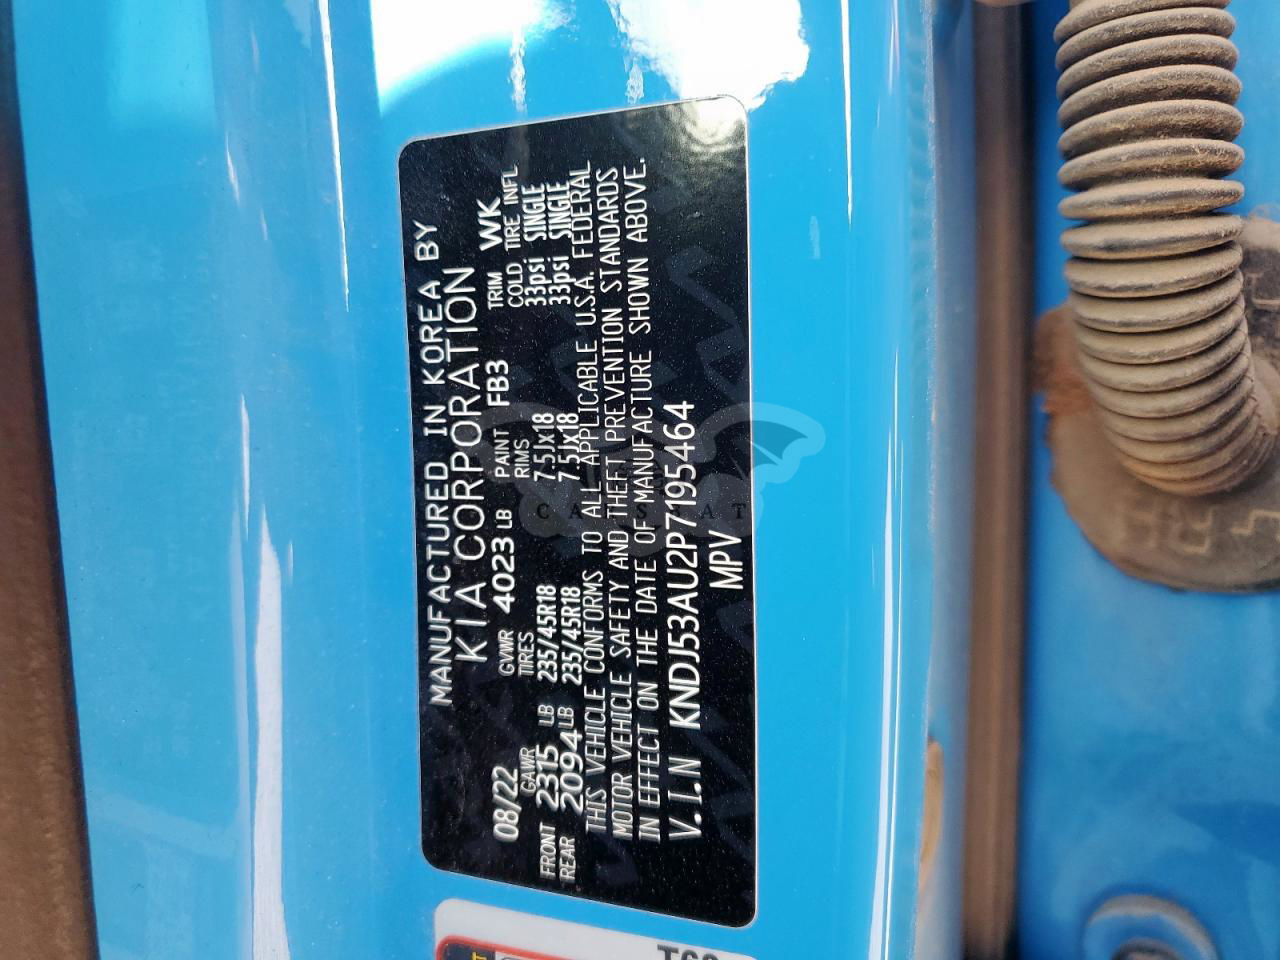 MANUFACTURED IN KOREA BY
KIA CORPORATION
08/22 GVWR 4023 LB PAINT FB3 TRIM WK
GAWR TIRES RIMS COLD TIRE INFL
FRONT 2315 LB 235/45R18 7.5Jx18 33psi SINGLE
REAR 2094 LB 235/45R18 7.5Jx18 33psi SINGLE
THIS VEHICLE CONFORMS TO ALL APPLICABLE U.S.A. FEDERAL
MOTOR VEHICLE SAFETY AND THEFT PREVENTION STANDARDS
IN EFFECT ON THE DATE OF MANUFACTURE SHOWN ABOVE.
V.I.N KNDJ53AU2P7195464
MPV